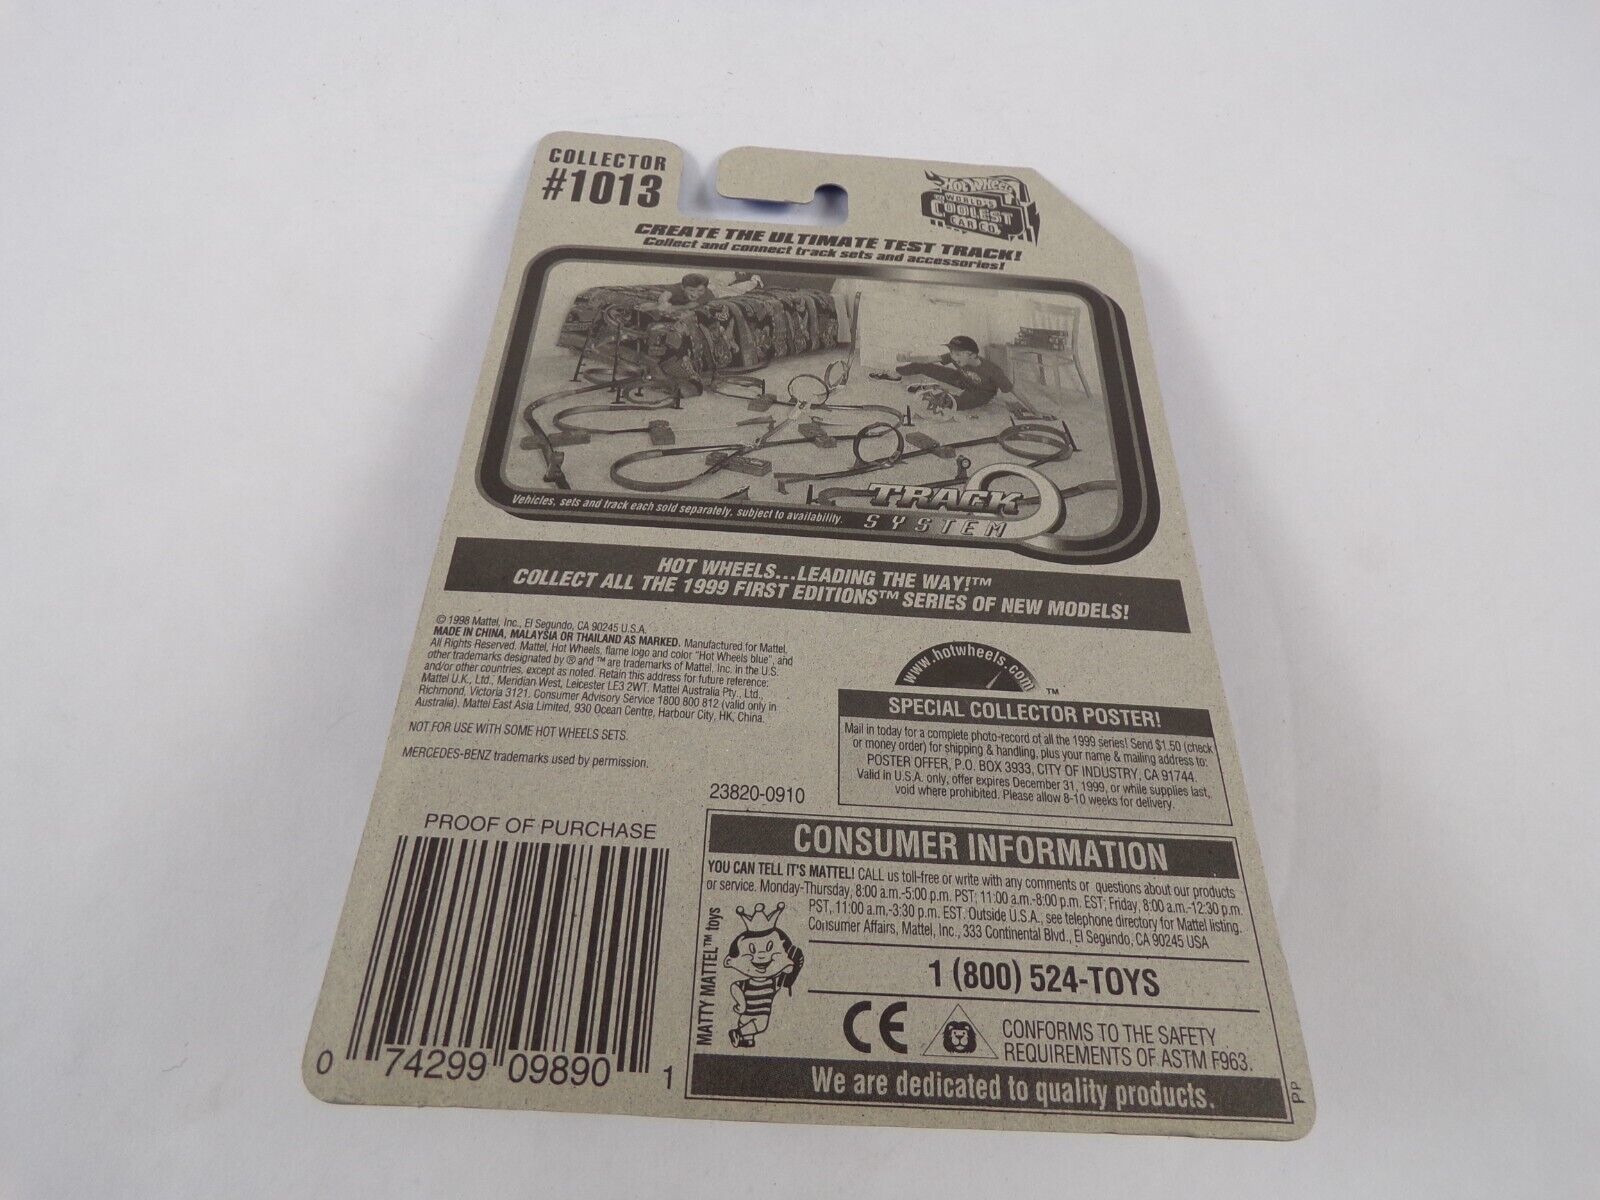 COLLECTOR
#1013
HOT WHEELS
WORLD'S
COOLEST
CAR CO.
CREATE THE ULTIMATE TEST TRACK!
Collect and connect track sets and accessories!
Vehicles, sets and track each sold separately, subject to availability.
TRACK
SYSTEM
HOT WHEELS...LEADING THE WAY!™
COLLECT ALL THE 1999 FIRST EDITIONS™ SERIES OF NEW MODELS!
© 1998 Mattel, Inc., El Segundo, CA 90245 U.S.A.
MADE IN CHINA, MALAYSIA OR THAILAND AS MARKED. Manufactured for Mattel.
All Rights Reserved. Mattel, Hot Wheels, flame logo and color "Hot Wheels blue", and
other trademarks designated by ® and ™ are trademarks of Mattel, Inc. in the U.S.
and/or other countries, except as noted. Retain this address for future reference:
Mattel U.K., Ltd., Meridian West, Leicester LE3 2WT. Mattel Australia Pty., Ltd.,
Richmond, Victoria 3121. Consumer Advisory Service 1800 800 812 (valid only in
Australia). Mattel East Asia Limited, 930 Ocean Centre, Harbour City, HK, China.
NOT FOR USE WITH SOME HOT WHEELS SETS.
MERCEDES-BENZ trademarks used by permission.
www.hotwheels.com
™
SPECIAL COLLECTOR POSTER!
Mail in today for a complete photo-record of all the 1999 series! Send $1.50 (check
or money order) for shipping & handling, plus your name & mailing address to:
POSTER OFFER, P.O. BOX 3933, CITY OF INDUSTRY, CA 91744.
Valid in U.S.A. only, offer expires December 31, 1999, or while supplies last,
void where prohibited. Please allow 8-10 weeks for delivery.
23820-0910
PROOF OF PURCHASE
0 74299 09890 1
CONSUMER INFORMATION
YOU CAN TELL IT'S MATTEL! CALL us toll-free or write with any comments or questions about our products
or service. Monday-Thursday, 8:00 a.m.-5:00 p.m. PST; 11:00 a.m.-8:00 p.m. EST; Friday, 8:00 a.m.-12:30 p.m.
PST, 11:00 a.m.-3:30 p.m. EST. Outside U.S.A., see telephone directory for Mattel listing.
Consumer Affairs, Mattel, Inc., 333 Continental Blvd., El Segundo, CA 90245 USA
MATTY MATTEL™ toys
1 (800) 524-TOYS
CE
CONFORMS TO THE SAFETY
REQUIREMENTS OF ASTM F963.
We are dedicated to quality products.
PP